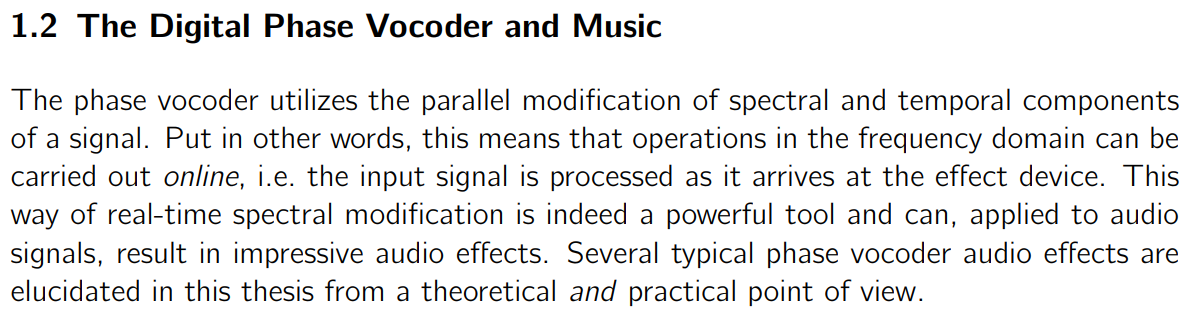 1.2 The Digital Phase Vocoder and Music
The phase vocoder utilizes the parallel modification of spectral and temporal components
of a signal. Put in other words, this means that operations in the frequency domain can be
carried out online, i.e. the input signal is processed as it arrives at the effect device. This
way of real-time spectral modification is indeed a powerful tool and can, applied to audio
signals, result in impressive audio effects. Several typical phase vocoder audio effects are
elucidated in this thesis from a theoretical and practical point of view.